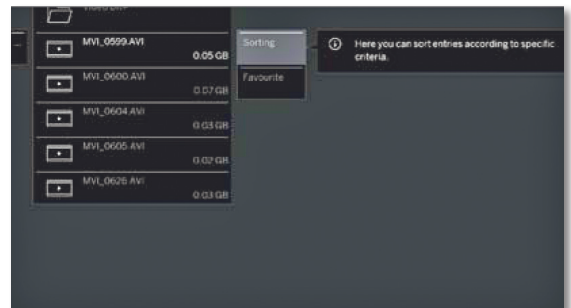 MVI_0599.AVI
0.05 GB
MVI_0600.AVI
0.07 GB
MVI_0604.AVI
0.03 GB
MVI_0605.AVI
0.02 GB
MVI_0626.AVI
0.03 GB
Sorting
Favourite
Here you can sort entries according to specific
criteria.